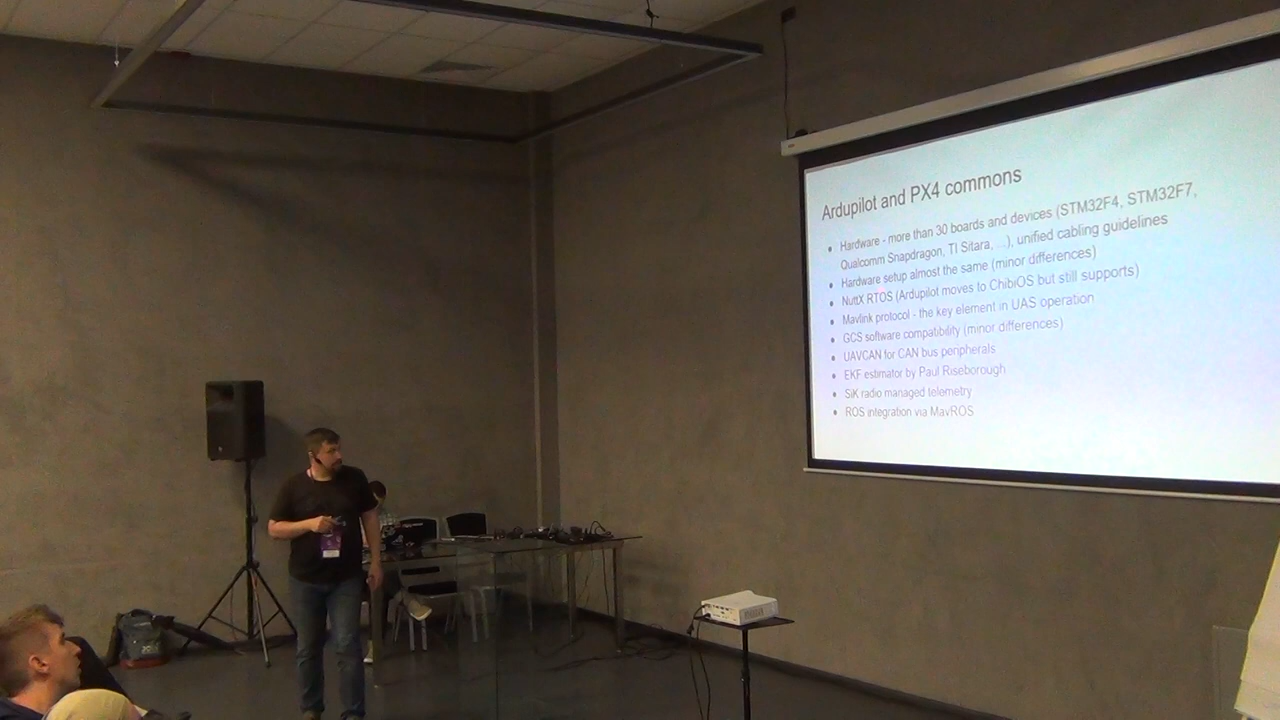 Ardupilot and PX4 commons
● Hardware - more than 30 boards and devices (STM32F4, STM32F7,
Qualcomm Snapdragon, TI Sitara, ...), unified cabling guidelines
● Hardware setup almost the same (minor differences)
● NuttX RTOS (Ardupilot moves to ChibiOS but still supports)
● Mavlink protocol - the key element in UAS operation
● GCS software compatibility (minor differences)
● UAVCAN for CAN bus peripherals
● EKF estimator by Paul Riseborough
● SiK radio managed telemetry
● ROS integration via MavROS